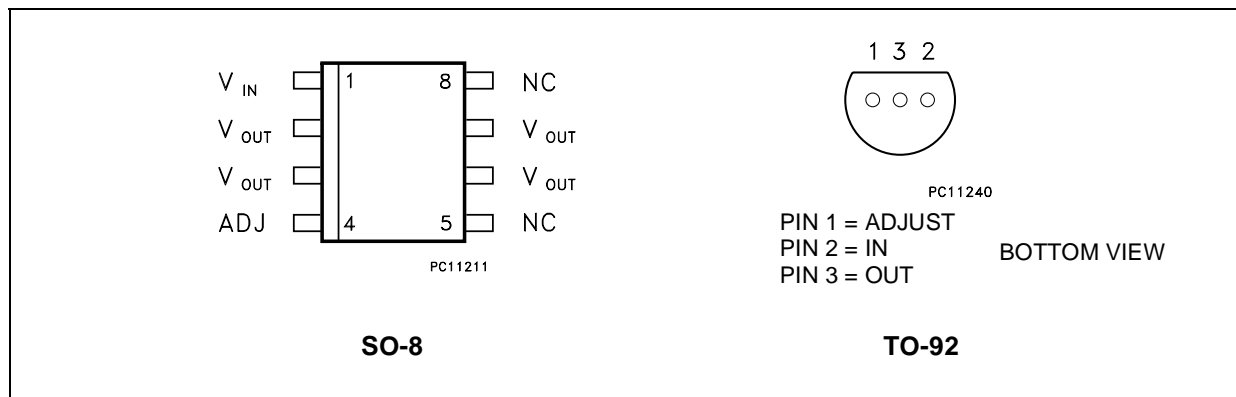 V IN 1 8 NC
V OUT V OUT
V OUT V OUT
ADJ 4 5 NC
PC11211
SO-8
1 3 2
PC11240
PIN 1 = ADJUST
PIN 2 = IN
PIN 3 = OUT
BOTTOM VIEW
TO-92